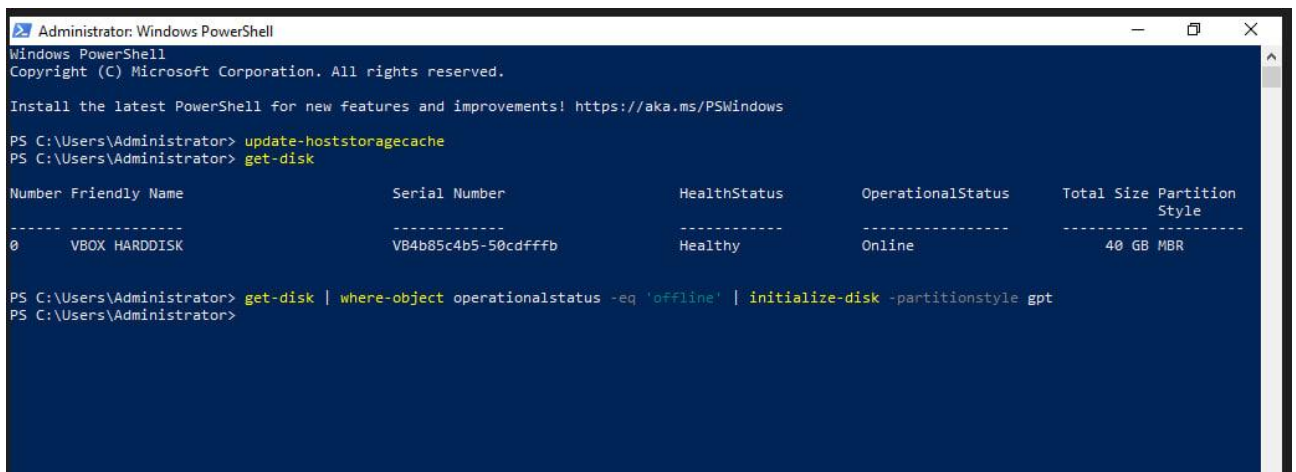 Administrator: Windows PowerShell
Windows PowerShell
Copyright (C) Microsoft Corporation. All rights reserved.
Install the latest PowerShell for new features and improvements! https://aka.ms/PSWindows
PS C:\Users\Administrator> update-hoststoragecache
PS C:\Users\Administrator> get-disk
Number Friendly Name Serial Number HealthStatus OperationalStatus Total Size Partition
Style
------ ------------- ------------- ------------ ----------------- ---------- ----------
0 VBOX HARDDISK VB4b85c4b5-50cdfffb Healthy Online 40 GB MBR
PS C:\Users\Administrator> get-disk | where-object operationalstatus -eq 'offline' | initialize-disk -partitionstyle gpt
PS C:\Users\Administrator>